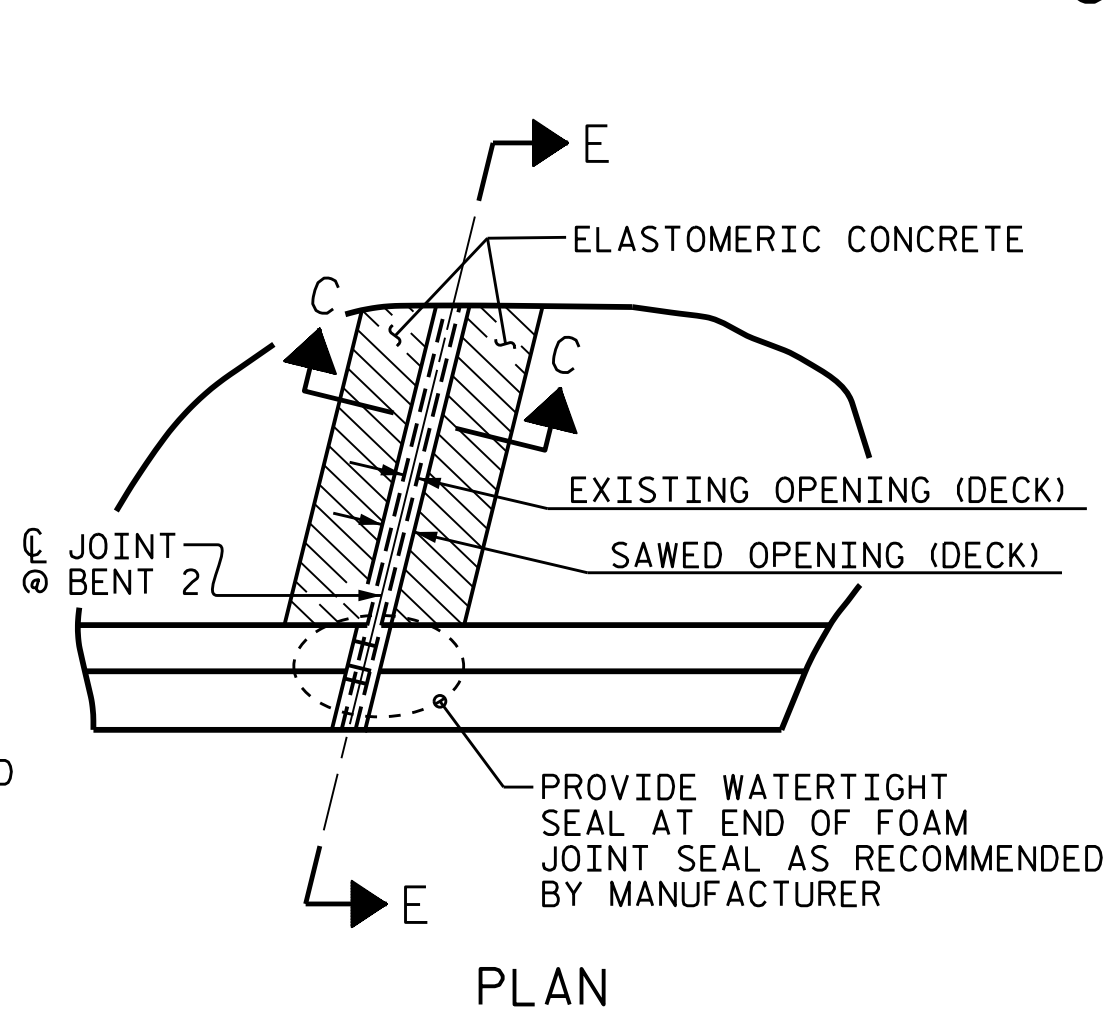 E
ELASTOMERIC CONCRETE
C
C
EXISTING OPENING (DECK)
℄ JOINT
@ BENT 2
SAWED OPENING (DECK)
PROVIDE WATERTIGHT
SEAL AT END OF FOAM
JOINT SEAL AS RECOMMENDED
BY MANUFACTURER
E
PLAN